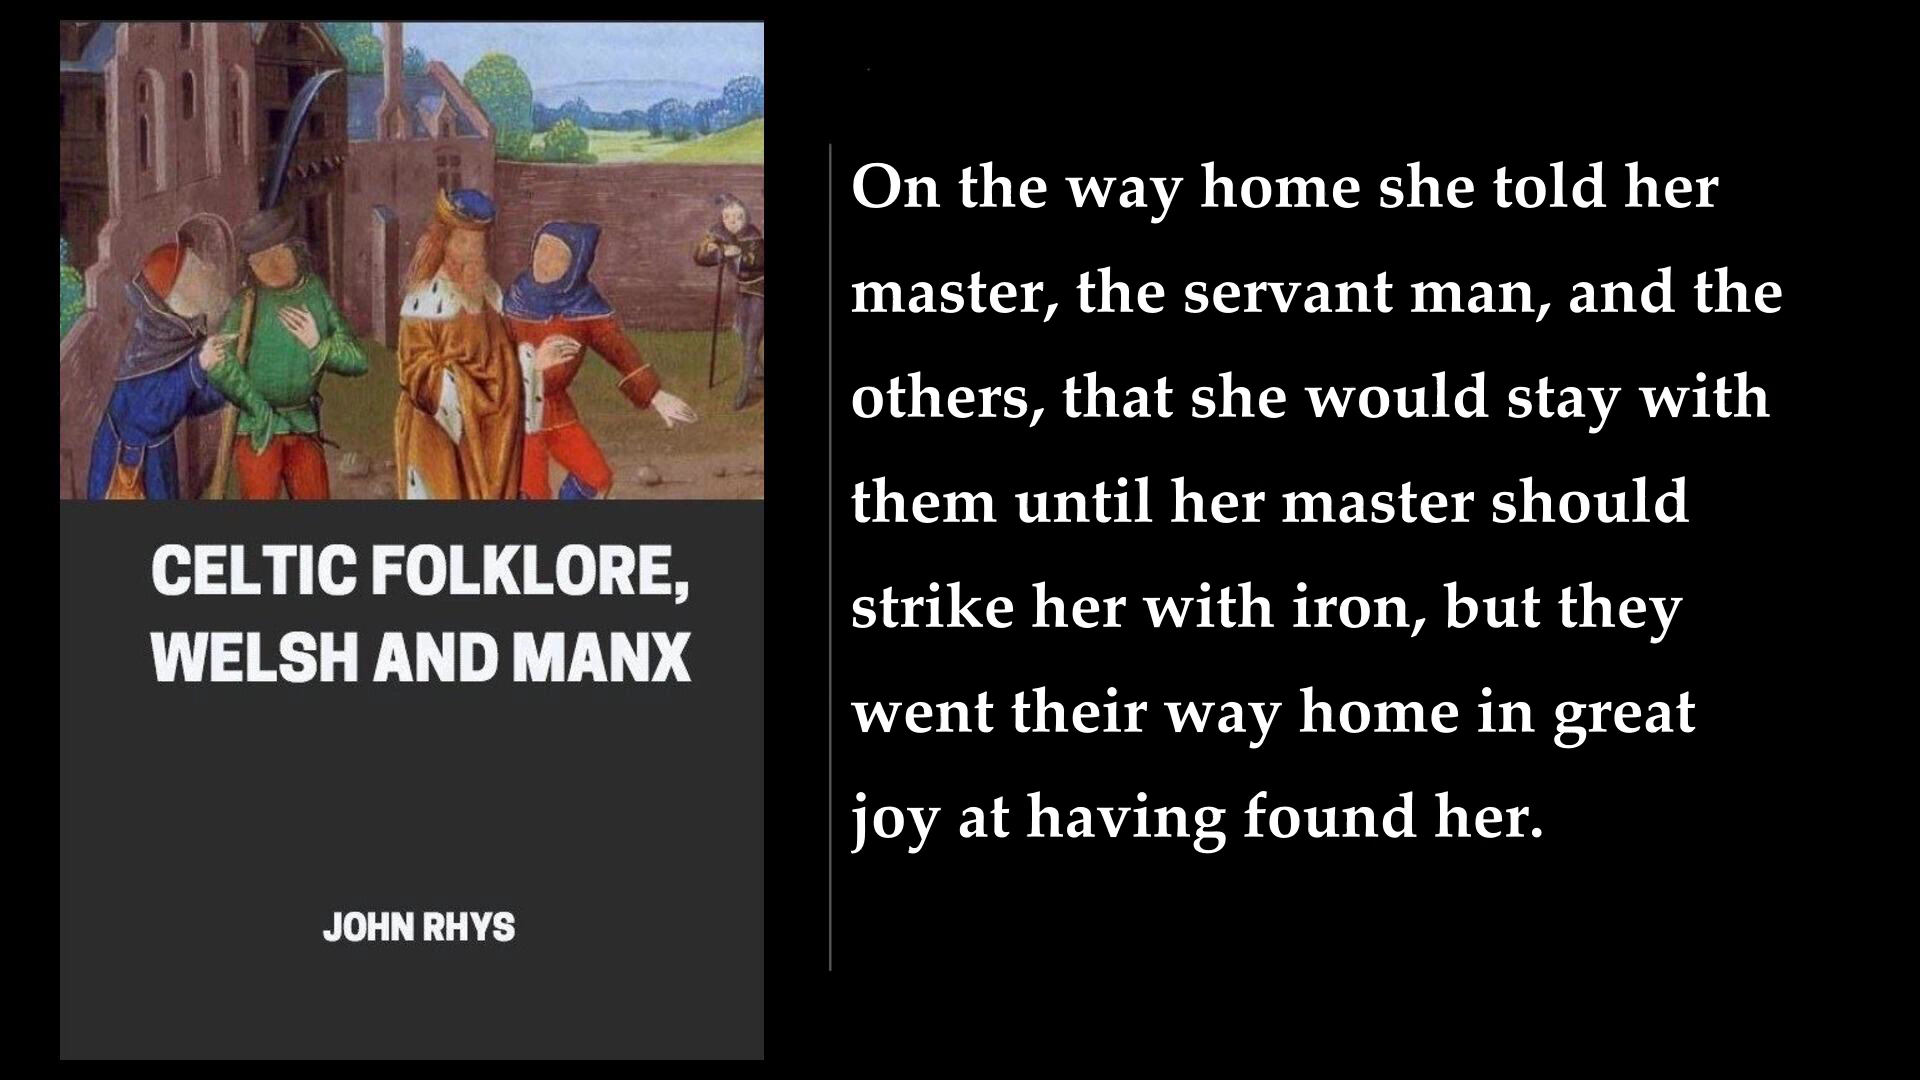 CELTIC FOLKLORE,
WELSH AND MANX
JOHN RHYS
On the way home she told her
master, the servant man, and the
others, that she would stay with
them until her master should
strike her with iron, but they
went their way home in great
joy at having found her.